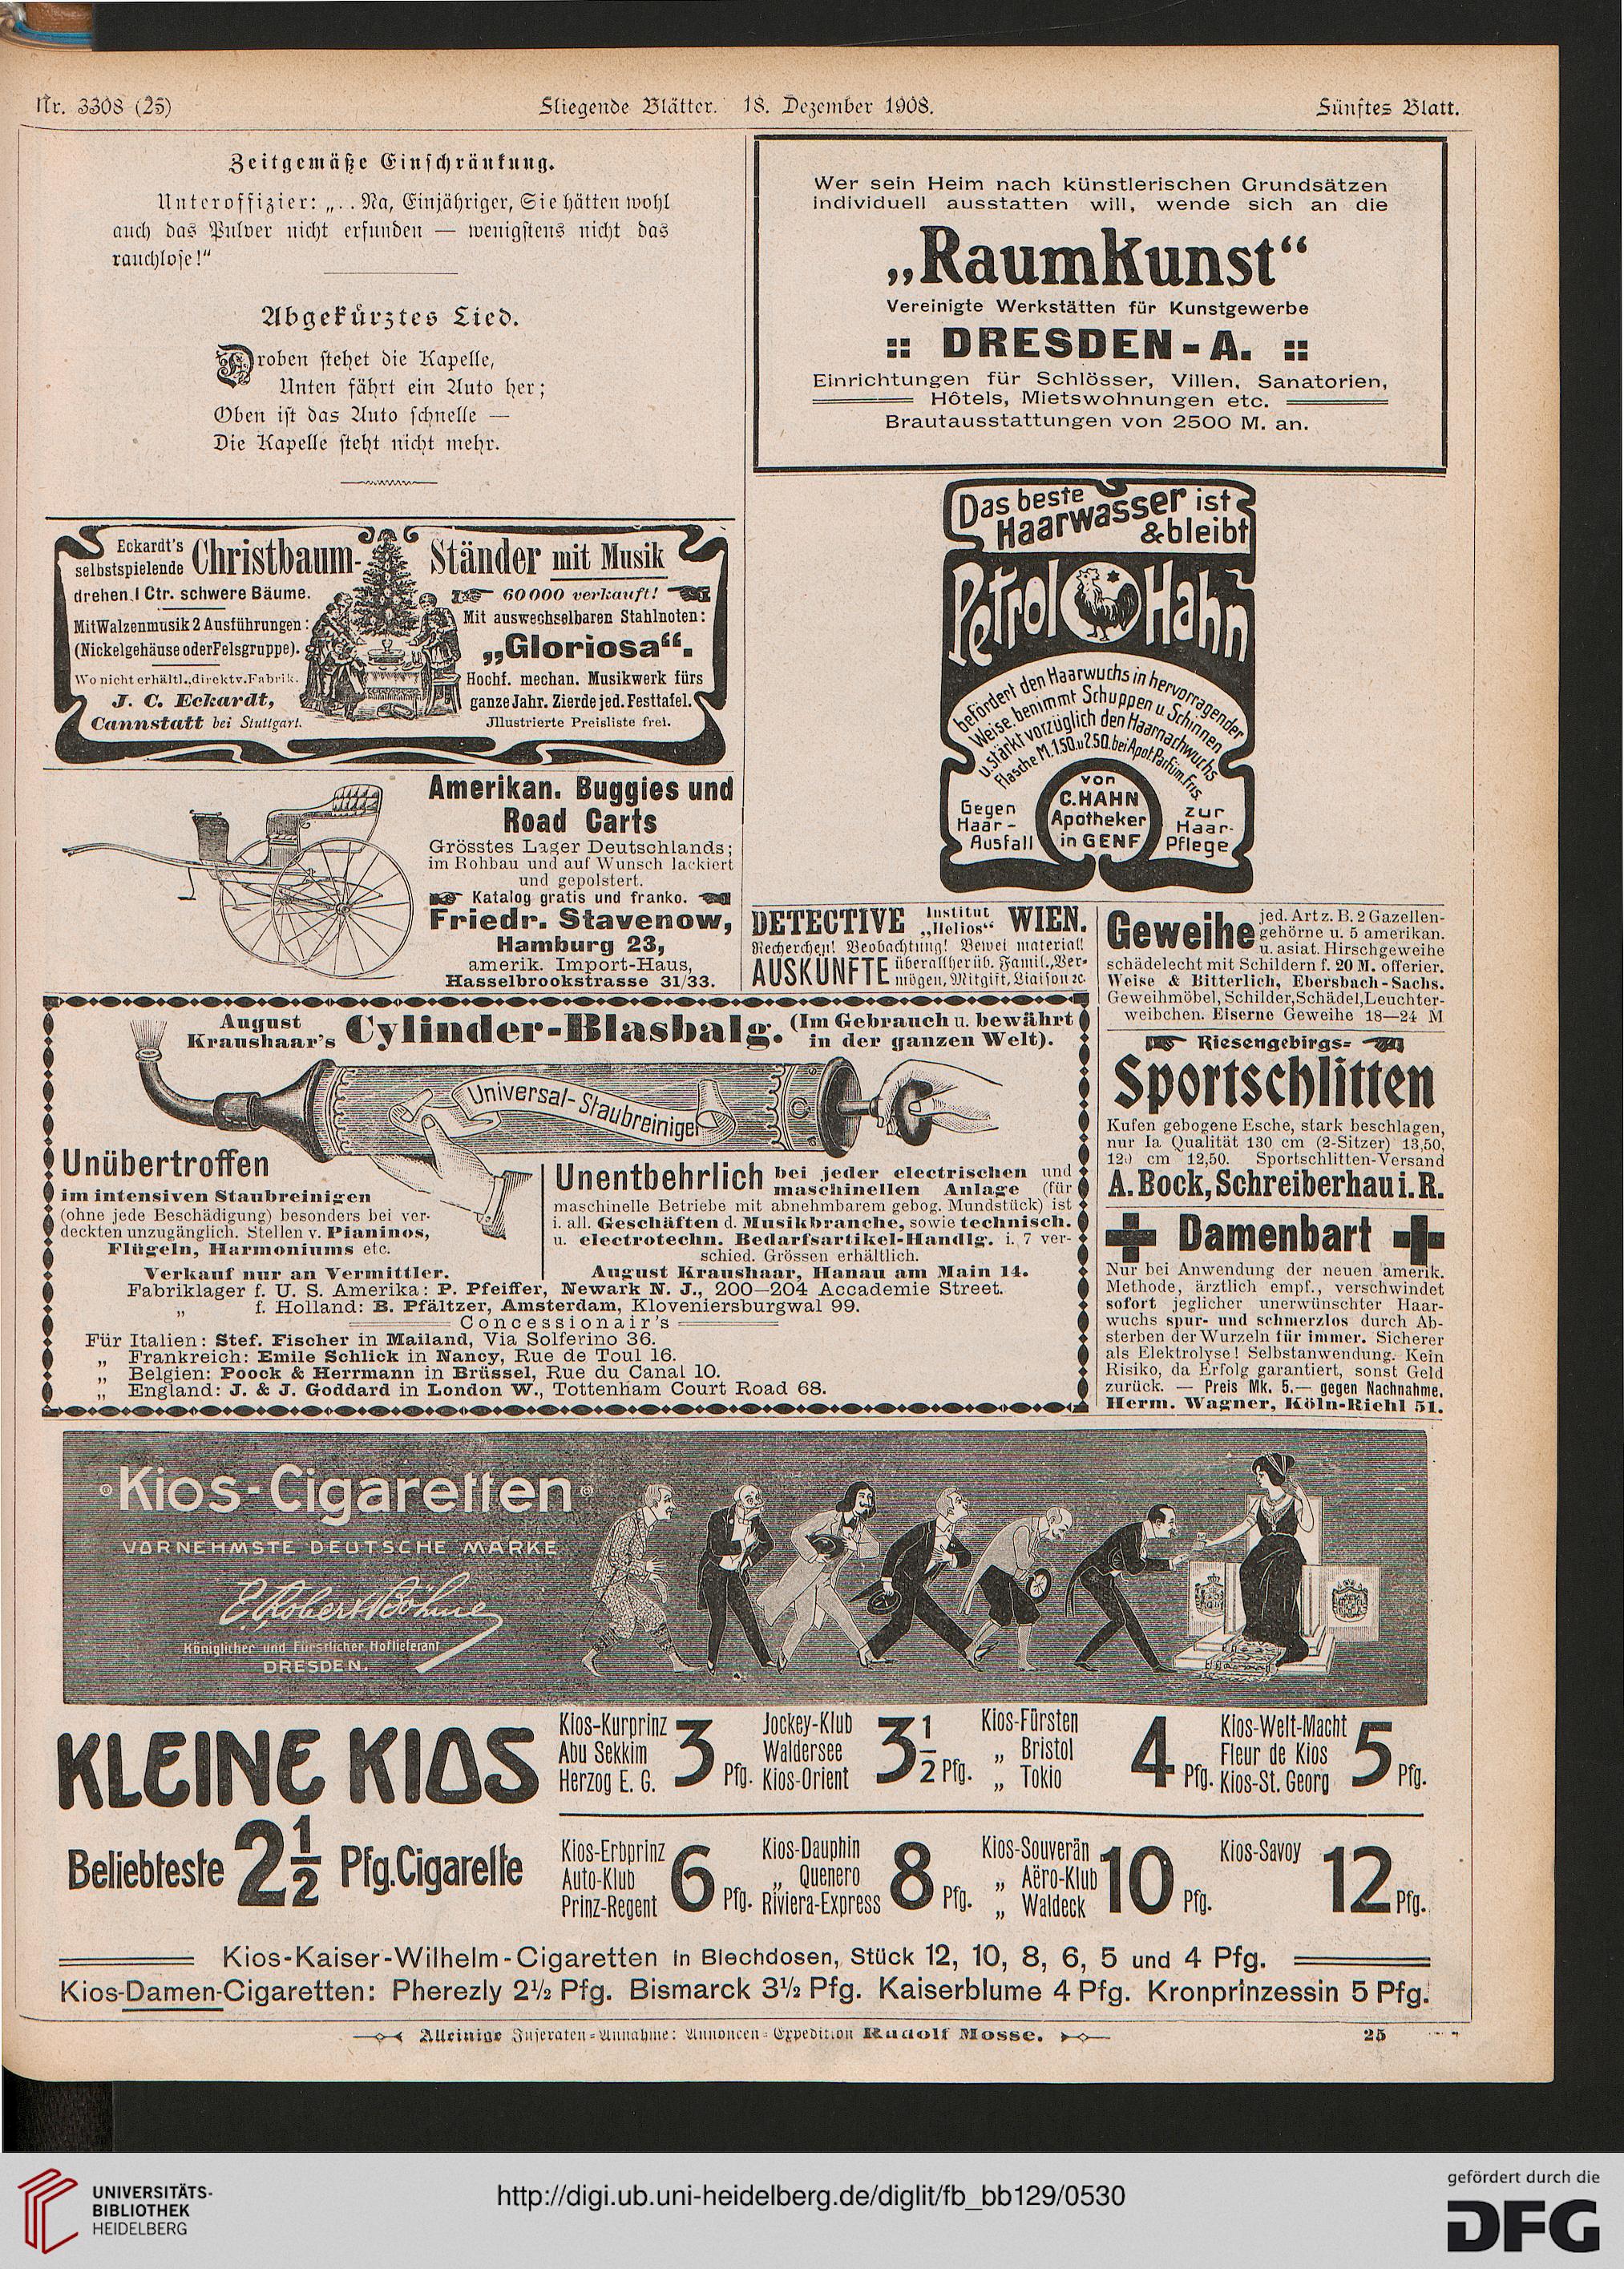 Nr. 3308 (25)
Fliegende Blätter. 18. Dezember 1908.
Fünftes Blatt.
Zeitgemäße Einschränkung.
Unteroffizier: „.. Na, Einjähriger, Sie hätten wohl
auch das Pulver nicht erfunden — wenigstens nicht das
rauchlose!"
Abgekürztes Lied.
Droben stehet die Kapelle,
Unten fährt ein Auto her;
Oben ist das Auto schnelle —
Die Kapelle steht nicht mehr.
Wer sein Heim nach künstlerischen Grundsätzen
individuell ausstatten will, wende sich an die
„Raumkunst“
Vereinigte Werkstätten für Kunstgewerbe
:: DRESDEN-A. ::
Einrichtungen für Schlösser, Villen, Sanatorien,
Hôtels, Mietswohnungen etc.
Brautausstattungen von 2500 M. an.
Eckardt's
selbstspielende Christbaum-Ständer mit Musik
drehen 1 Ctr. schwere Bäume.
Mit Walzenmusik 2 Ausführungen:
(Nickelgehäuse oder Felsgruppe).
Wo nicht erhältl., direkt v. Fabrik.
J. C. Eckardt,
Cannstatt bei Stuttgart.
60000 verkauft!
Mit auswechselbaren Stahlnoten:
„Gloriosa“.
Hochf. mechan. Musikwerk fürs
ganze Jahr. Zierde jed. Festtafel.
Illustrierte Preisliste frei.
Das beste
Haarwasser ist
& bleibt
Petrol Hahn
befördert den Haarwuchs in hervorragender
Weise, benimmt Schuppen u. Schinnen
u. stärkt vorzüglich den Haarnachwuchs
Flasche M. 1.50 u. 2.50. bei Apot. Parfüm. Fris.
von
C. HAHN
Apotheker
in GENF
Gegen
Haar-
Ausfall
zur
Haar-
Pflege
Amerikan. Buggies und
Road Carts
Grösstes Lager Deutschlands;
im Rohbau und auf Wunsch lackiert
und gepolstert.
Katalog gratis und franko.
Friedr. Stavenow,
Hamburg 23,
amerik. Import-Haus,
Hasselbrookstrasse 31/33.
DETECTIVE Institut „Helios“ WIEN.
Recherchen! Beobachtung! Beweismaterial!
AUSKÜNFTE überallher üb. Famil., Ver-
mögen, Mitgift, Liaison etc.
Geweihe jed. Art z. B. 2 Gazellen-
gehörne u. 5 amerikan.
u. asiat. Hirschgeweihe
schädelecht mit Schildern f. 20 M. offerier.
Weise & Bitterlich, Ebersbach-Sachs.
Geweihmöbel, Schilder, Schädel, Leuchter-
weibchen. Eiserne Geweihe 18—24 M
August
Kraushaar's Cylinder-Blasbalg. (Im Gebrauch u. bewährt
in der ganzen Welt).
Universal-Staubreiniger
Unübertroffen
im intensiven Staubreinigen
(ohne jede Beschädigung) besonders bei ver-
deckten unzugänglich. Stellen v. Pianinos,
Flügeln, Harmoniums etc.
Verkauf nur an Vermittler.
Unentbehrlich bei jeder electrischen und
maschinellen Anlage (für
maschinelle Betriebe mit abnehmbarem gebog. Mundstück) ist
i. all. Geschäften d. Musikbranche, sowie technisch.
u. electrotechn. Bedarfsartikel-Handlg. i. 7 ver-
schied. Grössen erhältlich.
August Kraushaar, Hanau am Main 14.
Fabriklager f. U. S. Amerika: P. Pfeiffer, Newark N. J., 200—204 Accademie Street.
„ f. Holland: B. Pfältzer, Amsterdam, Kloveniersburgwal 99.
Concessionair's
Für Italien: Stef. Fischer in Mailand, Via Solferino 36.
„ Frankreich: Emile Schlick in Nancy, Rue de Toul 16.
„ Belgien: Poock & Herrmann in Brüssel, Rue du Canal 10.
„ England: J. & J. Goddard in London W., Tottenham Court Road 68.
Riesengebirgs-
Sportschlitten
Kufen gebogene Esche, stark beschlagen,
nur Ia Qualität 130 cm (2-Sitzer) 13,50,
120 cm 12,50. Sportschlitten-Versand
A. Bock, Schreiberhau i. R.
Damenbart
Nur bei Anwendung der neuen amerik.
Methode, ärztlich empf., verschwindet
sofort jeglicher unerwünschter Haar-
wuchs spur- und schmerzlos durch Ab-
sterben der Wurzeln für immer. Sicherer
als Elektrolyse! Selbstanwendung. Kein
Risiko, da Erfolg garantiert, sonst Geld
zurück. — Preis Mk. 5.— gegen Nachnahme.
Herm. Wagner, Köln-Riehl 51.
Kios-Cigaretten
VORNEHMSTE DEUTSCHE MARKE
E. Robert Böhme
Königlicher und Fürstlicher Hoflieferant
DRESDEN.
KLEINE KIOS
Beliebteste 2½ Pfg. Cigarette
Kios-Kurprinz
Abu Sekkim
Herzog E. G.
3 Pfg.
Jockey-Klub
Waldersee
Kios-Orient
3½ Pfg.
Kios-Fürsten
„ Bristol
„ Tokio
4 Pfg.
Kios-Welt-Macht
Fleur de Kios
Kios-St. Georg
5 Pfg.
Kios-Erbprinz
Auto-Klub
Prinz-Regent
6 Pfg.
Kios-Dauphin
„ Quenero
Riviera-Express
8 Pfg.
Kios-Souverän
„ Aëro-Klub
„ Waldeck
10 Pfg.
Kios-Savoy
12 Pfg.
Kios-Kaiser-Wilhelm-Cigaretten in Blechdosen, Stück 12, 10, 8, 6, 5 und 4 Pfg.
Kios-Damen-Cigaretten: Pherezly 2½ Pfg. Bismarck 3½ Pfg. Kaiserblume 4 Pfg. Kronprinzessin 5 Pfg.
Alleinige Inseraten-Annahme: Annoncen-Expedition Rudolf Mosse.
25
UNIVERSITÄTS-
BIBLIOTHEK
HEIDELBERG
http://digi.ub.uni-heidelberg.de/diglit/fb_bb129/0530
gefördert durch die
DFG